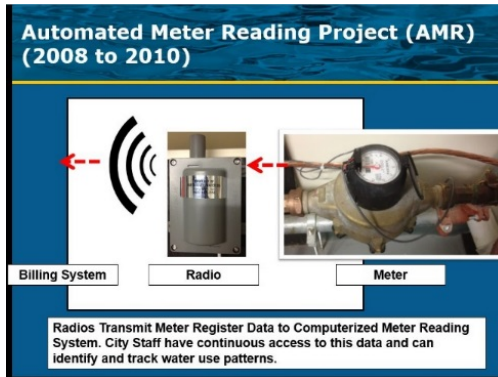 Automated Meter Reading Project (AMR)
(2008 to 2010)
Billing System
Radio
Meter
Radios Transmit Meter Register Data to Computerized Meter Reading
System. City Staff have continuous access to this data and can
identify and track water use patterns.